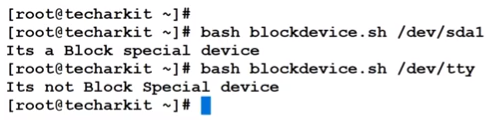 [root@techarkit ~]#
[root@techarkit ~]# bash blockdevice.sh /dev/sda1
Its a Block special device
[root@techarkit ~]# bash blockdevice.sh /dev/tty
Its not Block Special device
[root@techarkit ~]#